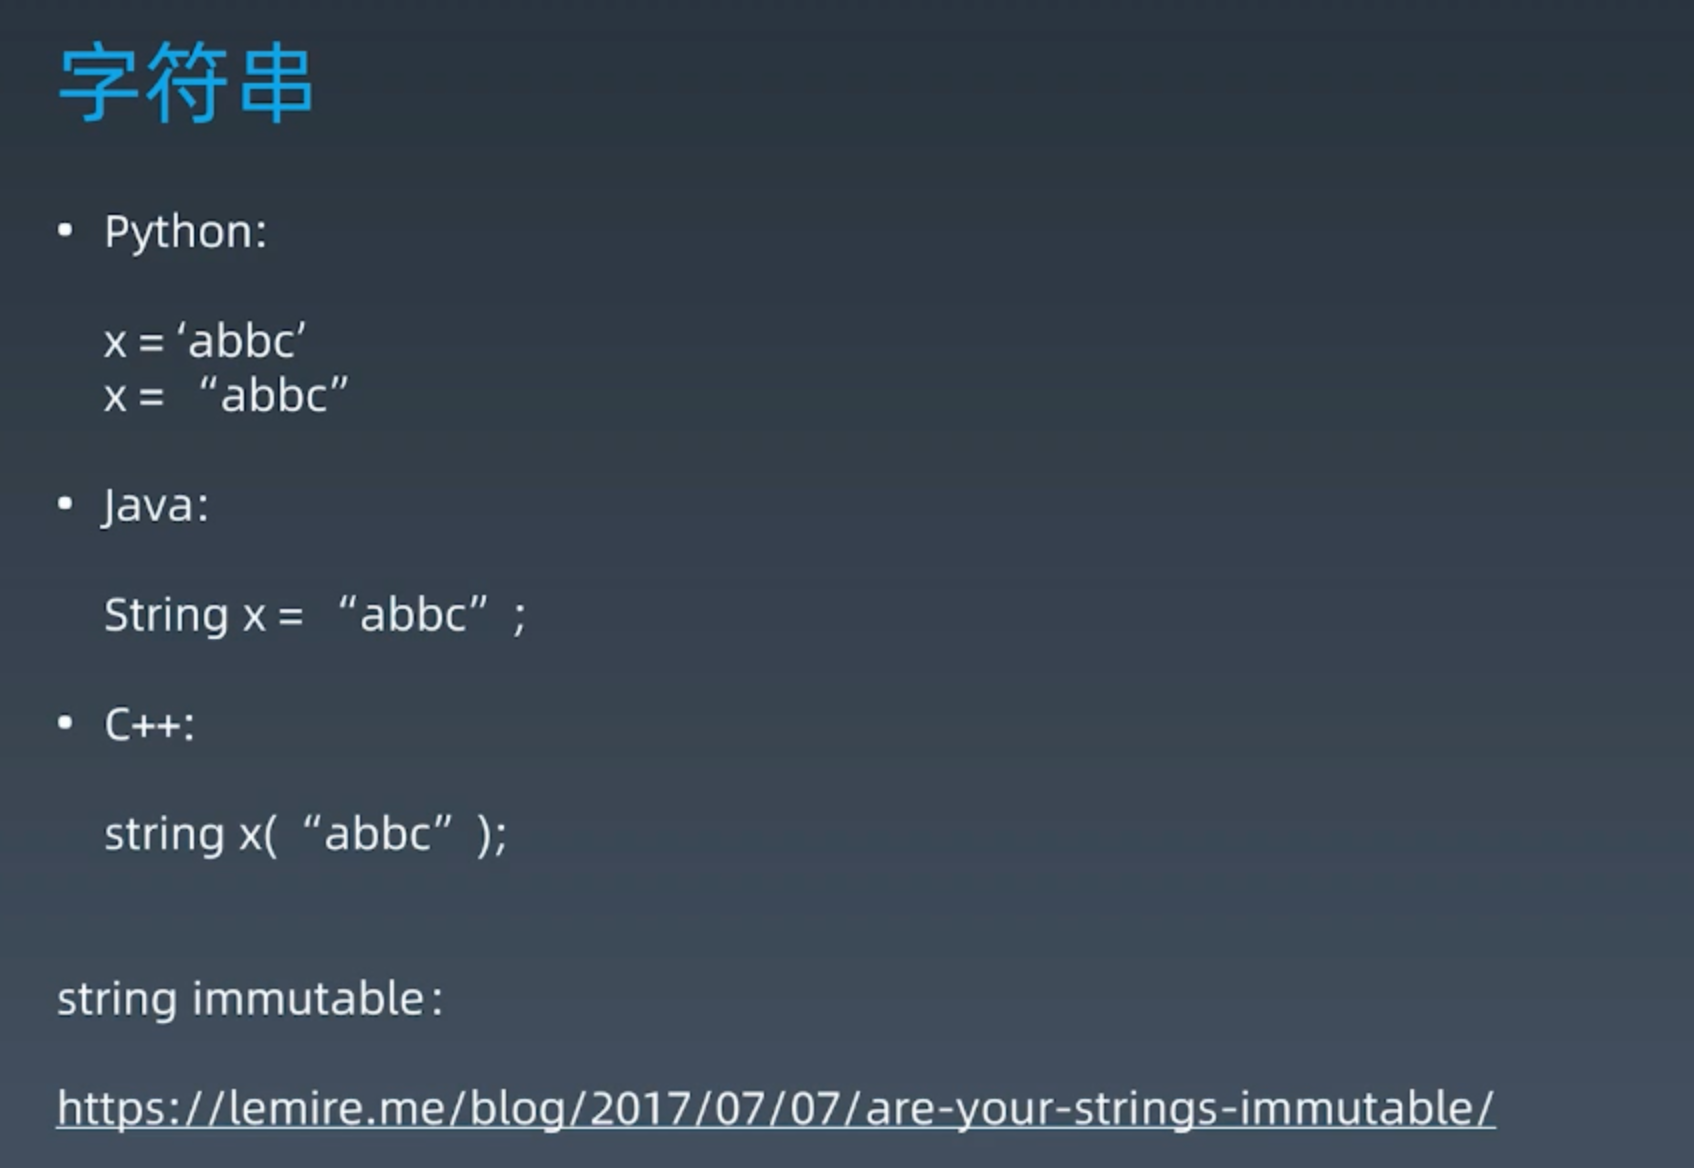 字符串
• Python:
x = ‘abbc’
x = “abbc”
• Java:
String x = “abbc” ;
• C++:
string x( “abbc” );
string immutable:
https://lemire.me/blog/2017/07/07/are-your-strings-immutable/